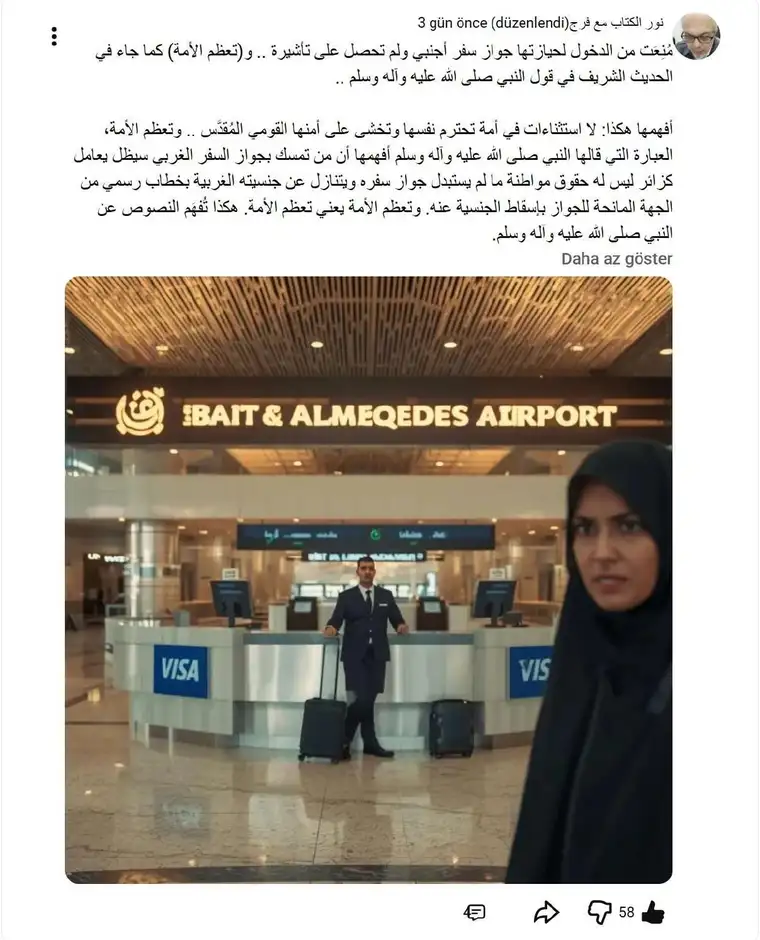 نور الكتاب مع فرج(düzenlendi) 3 gün önce
مُنِعَت من الدخول لحيازتها جواز سفر أجنبي ولم تحصل على تأشيرة .. و(تعظم الأمة) كما جاء في
الحديث الشريف في قول النبي صلى الله عليه وآله وسلم ..
أفهمها هكذا: لا استثناءات في أمة تحترم نفسها وتخشى على أمنها القومي المُقدَّس .. وتعظم الأمة،
العبارة التي قالها النبي صلى الله عليه وآله وسلم أفهمها أن من تمسك بجواز السفر الغربي سيظل يعامل
كزائر ليس له حقوق مواطنة ما لم يستبدل جواز سفره ويتنازل عن جنسيته الغربية بخطاب رسمي من
الجهة المانحة للجواز بإسقاط الجنسية عنه. وتعظم الأمة يعني تعظم الأمة. هكذا تُفهَم النصوص عن
النبي صلى الله عليه وآله وسلم.
Daha az göster
BAIT & ALMEQEDES AIRPORT
VISA
VIS
58
4